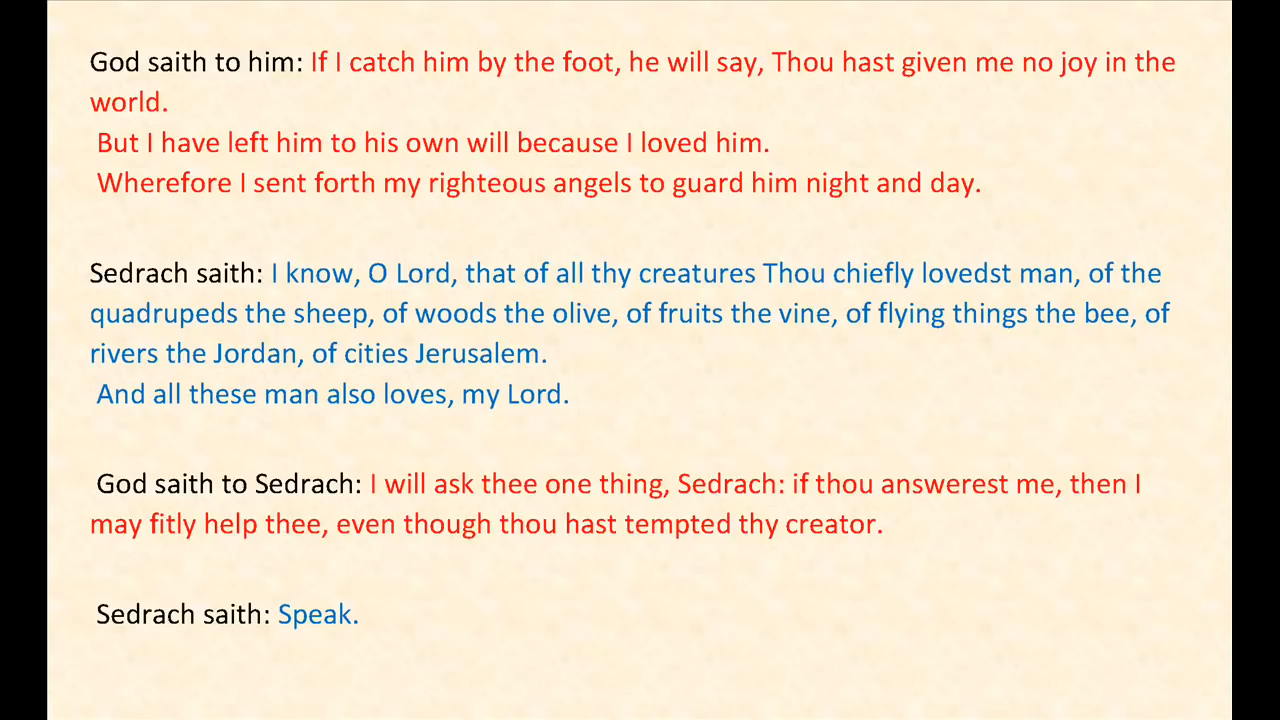 God saith to him: If I catch him by the foot, he will say, Thou hast given me no joy in the
world.
But I have left him to his own will because I loved him.
Wherefore I sent forth my righteous angels to guard him night and day.
Sedrach saith: I know, O Lord, that of all thy creatures Thou chiefly lovedst man, of the
quadrupeds the sheep, of woods the olive, of fruits the vine, of flying things the bee, of
rivers the Jordan, of cities Jerusalem.
And all these man also loves, my Lord.
God saith to Sedrach: I will ask thee one thing, Sedrach: if thou answerest me, then I
may fitly help thee, even though thou hast tempted thy creator.
Sedrach saith: Speak.